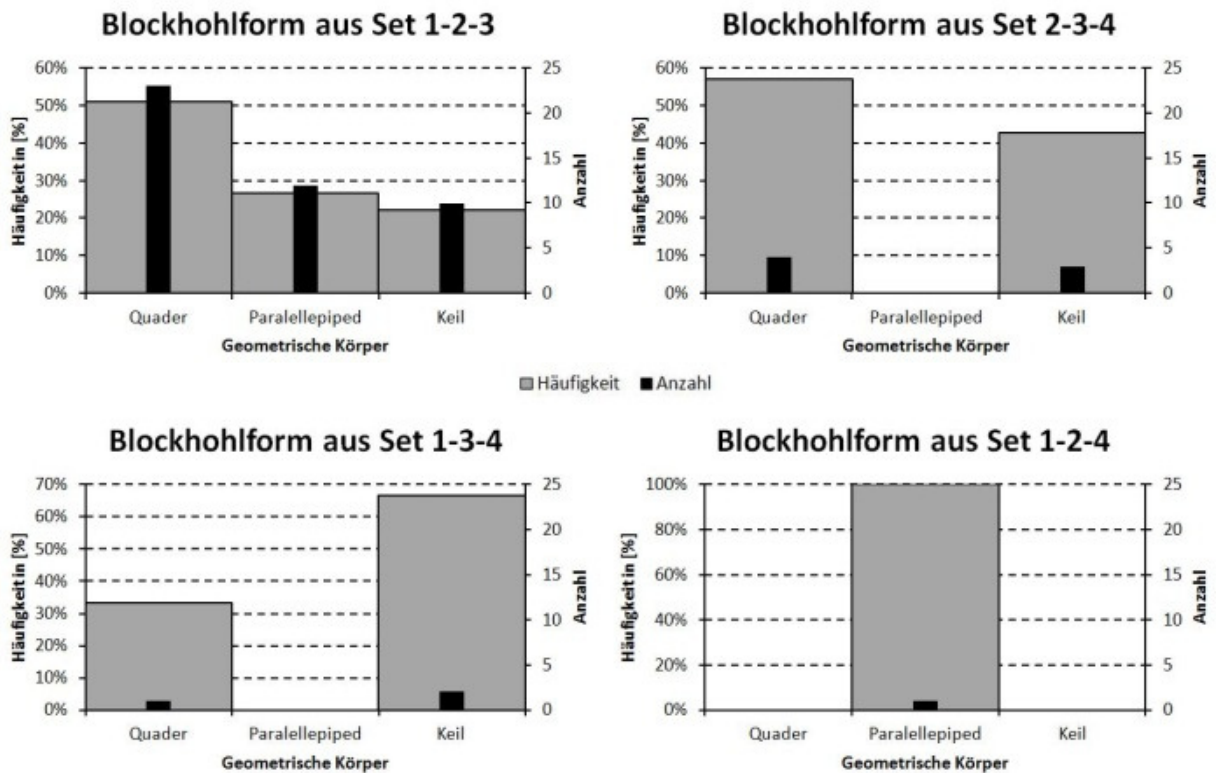 Blockhohlform aus Set 1-2-3
60%
50%
40%
30%
20%
10%
0%
Häufigkeit in [%]
25
20
15
10
5
0
Anzahl
Quader Paralellepiped Keil
Geometrische Körper
Blockhohlform aus Set 2-3-4
60%
50%
40%
30%
20%
10%
0%
Häufigkeit in [%]
25
20
15
10
5
0
Anzahl
Quader Paralellepiped Keil
Geometrische Körper
Häufigkeit Anzahl
Blockhohlform aus Set 1-3-4
70%
60%
50%
40%
30%
20%
10%
0%
Häufigkeit in [%]
25
20
15
10
5
0
Anzahl
Quader Paralellepiped Keil
Geometrische Körper
Blockhohlform aus Set 1-2-4
100%
80%
60%
40%
20%
0%
Häufigkeit in [%]
25
20
15
10
5
0
Anzahl
Quader Paralellepiped Keil
Geometrische Körper